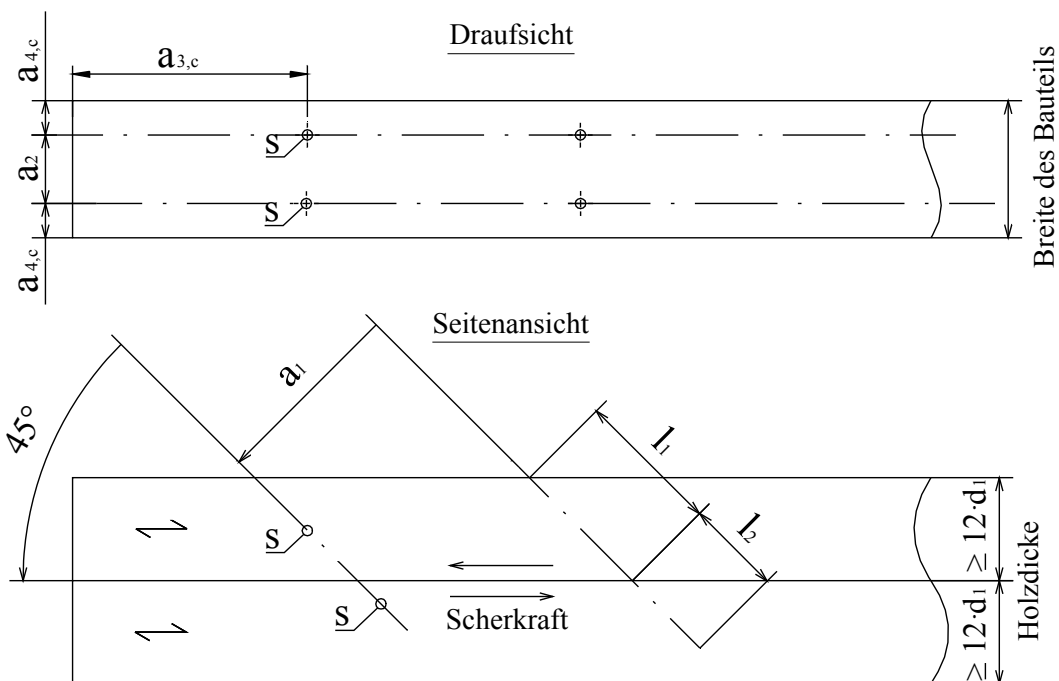 Draufsicht
a4,c
a3,c
S
a2
S
a4,c
Breite des Bauteils
Seitenansicht
a1
45°
l1
l2
S
S
Scherkraft
≥ 12·d1
≥ 12·d1
Holzdicke